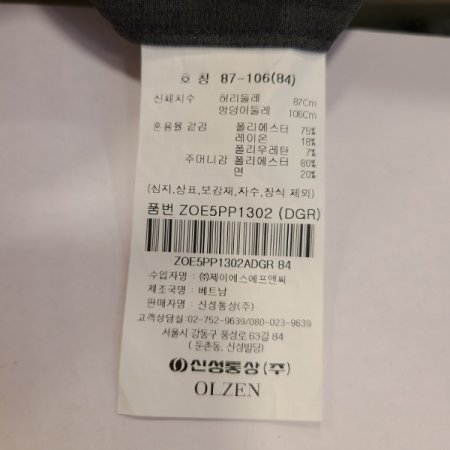 호 칭 87-106(84)
신체치수 허리둘레 87Cm
엉덩이둘레 106Cm
혼용율 겉감 폴리에스터 75%
레이온 18%
폴리우레탄 7%
주머니감 폴리에스터 80%
면 20%
(심지,상표,보강재,자수,장식 제외)
품번 ZOE5PP1302 (DGR)
ZOE5PP1302ADGR 84
수입자명 : ㈜제이에스에프앤씨
제조국명 : 베트남
판매자명 : 신성통상(주)
고객상담실:02-752-9639/080-023-9639
서울시 강동구 풍성로 63길 84
( 둔촌동, 신성빌딩)
신성통상(주)
OLZEN